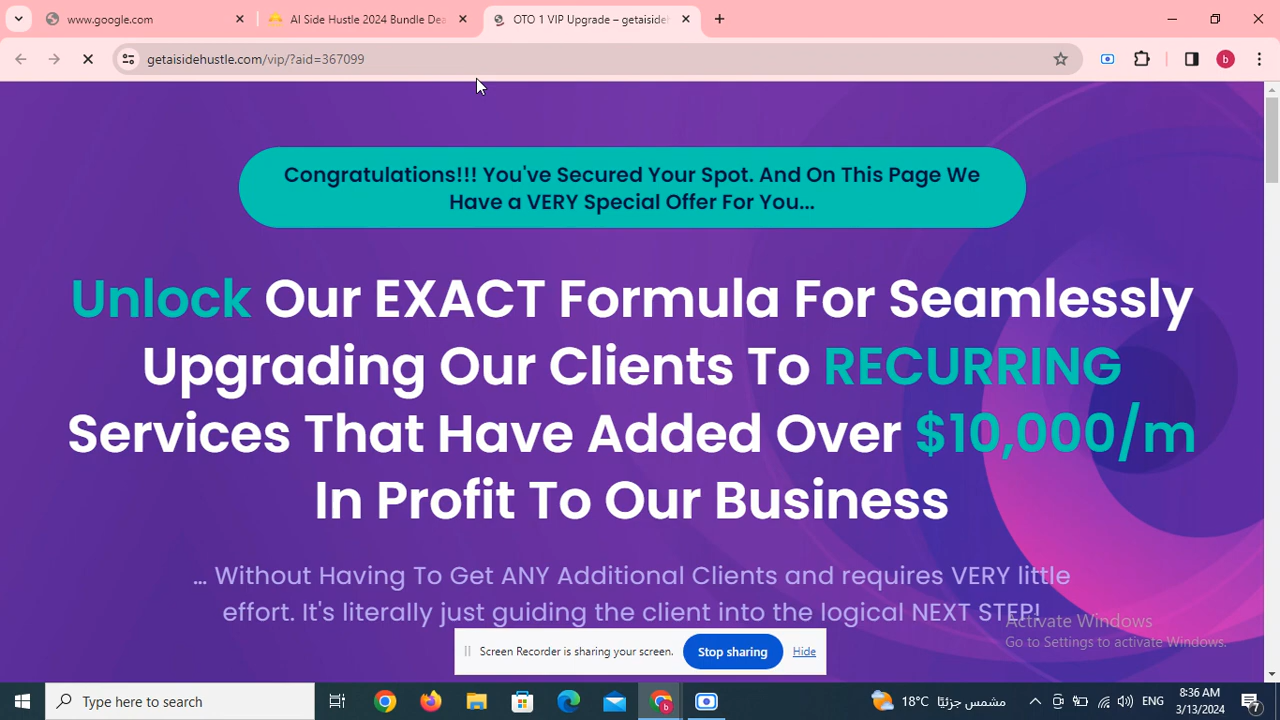 www.google.com
AI Side Hustle 2024 Bundle Dea
OTO 1 VIP Upgrade – getaisideh
getaisidehustle.com/vip/?aid=367099
b
Congratulations!!! You've Secured Your Spot. And On This Page We
Have a VERY Special Offer For You...
Unlock Our EXACT Formula For Seamlessly
Upgrading Our Clients To RECURRING
Services That Have Added Over $10,000/m
In Profit To Our Business
... Without Having To Get ANY Additional Clients and requires VERY little
effort. It's literally just guiding the client into the logical NEXT STEP!
Activate Windows
Go to Settings to activate Windows.
Screen Recorder is sharing your screen.
Stop sharing
Hide
Type here to search
b
18°C
مشمس جزئيًا
ENG
8:36 AM
3/13/2024
7